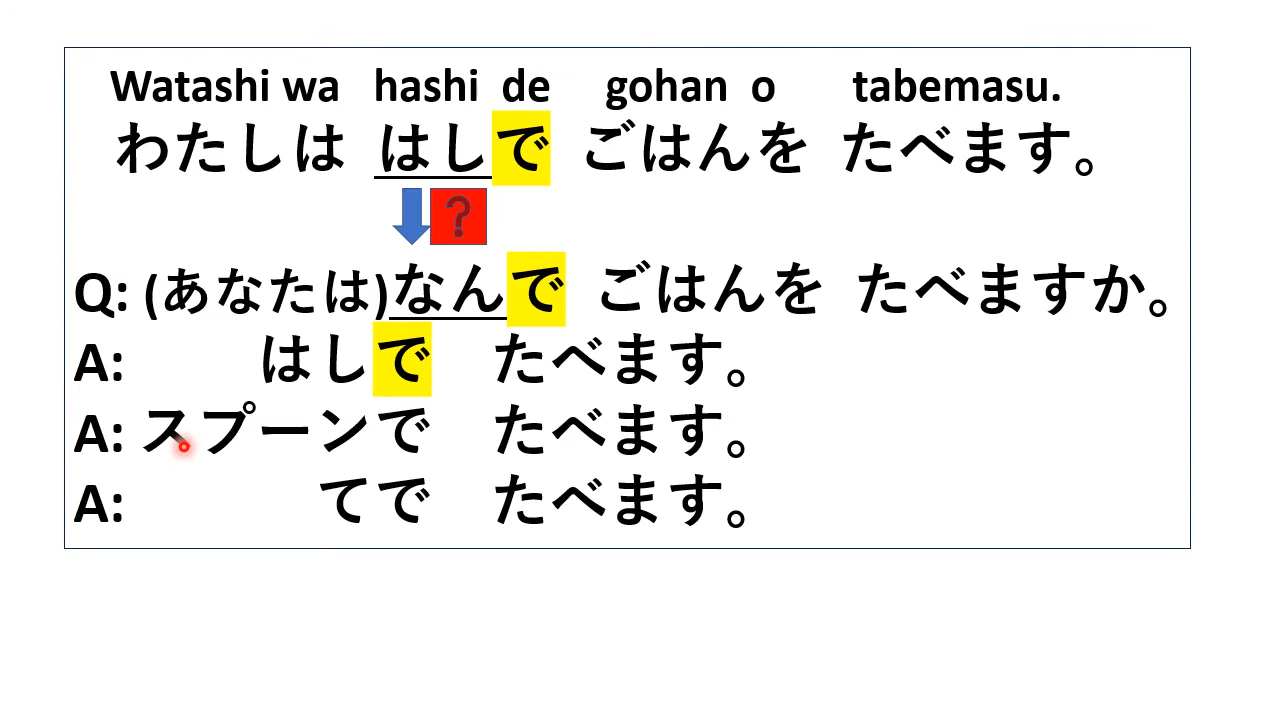 Watashi wa hashi de gohan o tabemasu.
わたしは はしで ごはんを たべます。
?
Q: (あなたは)なんで ごはんを たべますか。
A: はしで たべます。
A: スプーンで たべます。
A: てで たべます。